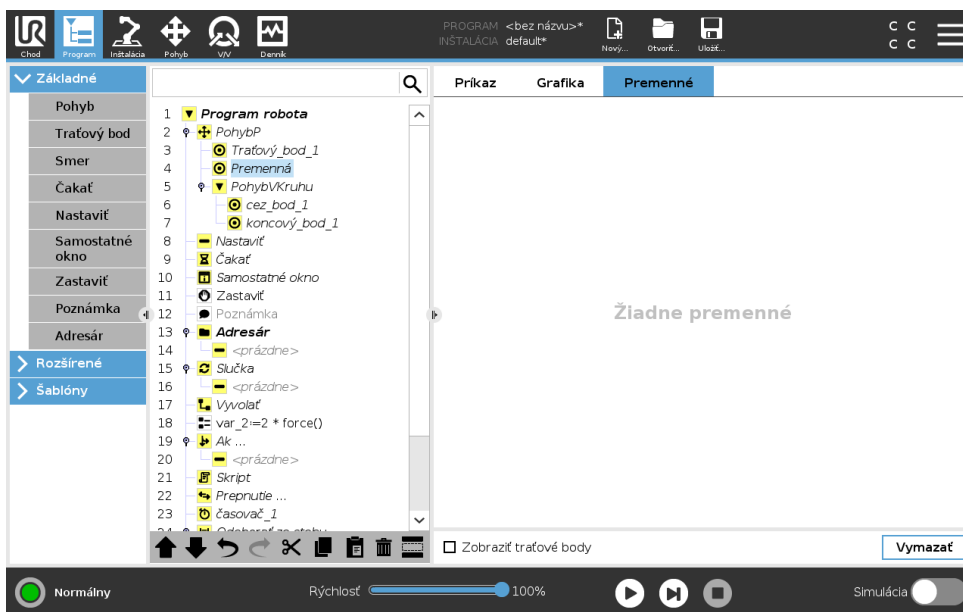 PROGRAM <bez názvu>*
INŠTALÁCIA default*
Chod
Program
Inštalácia
Pohyb
V/V
Denník
Nový...
Otvoriť...
Uložiť...
C C
C C
Základné
Pohyb
Traťový bod
Smer
Čakať
Nastaviť
Samostatné
okno
Zastaviť
Poznámka
Adresár
Rozšírené
Šablóny
1 Program robota
2 PohybP
3 Traťový_bod_1
4 Premenná
5 PohybVKruhu
6 cez_bod_1
7 koncový_bod_1
8 Nastaviť
9 Čakať
10 Samostatné okno
11 Zastaviť
12 Poznámka
13 Adresár
14 <prázdne>
15 Slučka
16 <prázdne>
17 Vyvolať
18 var_2:=2 * force()
19 Ak ...
20 <prázdne>
21 Skript
22 Prepnutie ...
23 časovač_1
24 Odoberať zo stohu
Príkaz Grafika Premenné
Žiadne premenné
Zobraziť traťové body
Vymazať
Normálny
Rýchlosť 100%
Simulácia